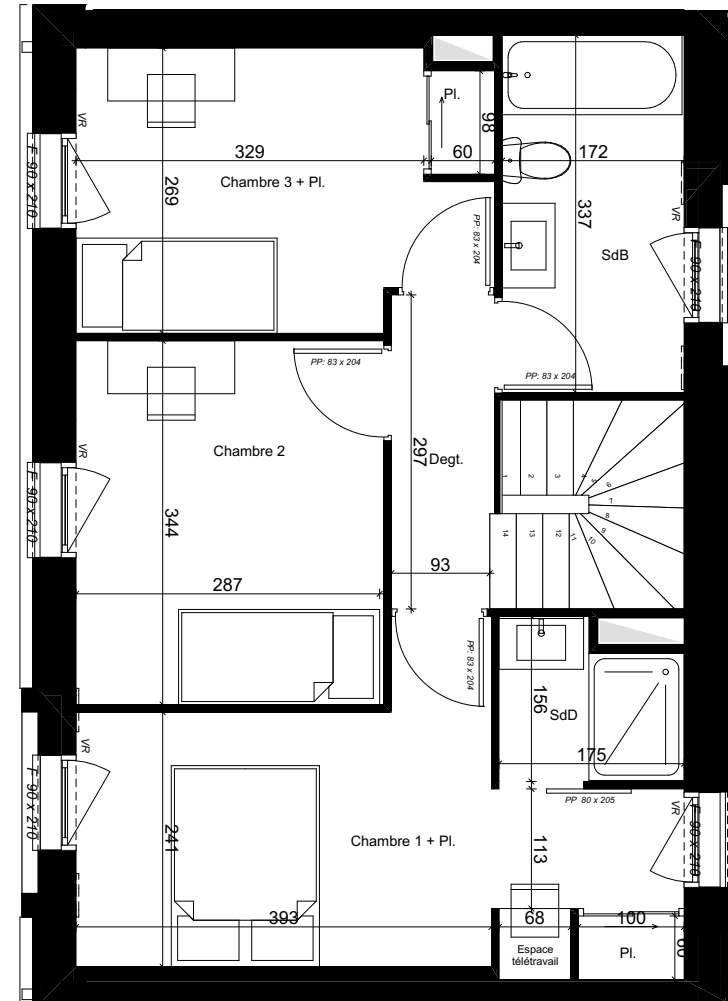 Pl.
VR
98
329
60
172
F 90 x 210
269
Chambre 3 + Pl.
PP: 83 x 204
337
VR
SdB
F 90 x 210
PP: 83 x 204
PP: 83 x 204
VR
Chambre 2
297
Degt.
1
2
3
4
5
6
7
8
9
10
11
12
13
14
F 90 x 210
344
93
287
PP: 83 x 204
156
SdD
VR
175
F 90 x 210
PP 80 x 205
VR
241
Chambre 1 + Pl.
113
F 90 x 210
393
68
100
Espace
télétravail
Pl.
60